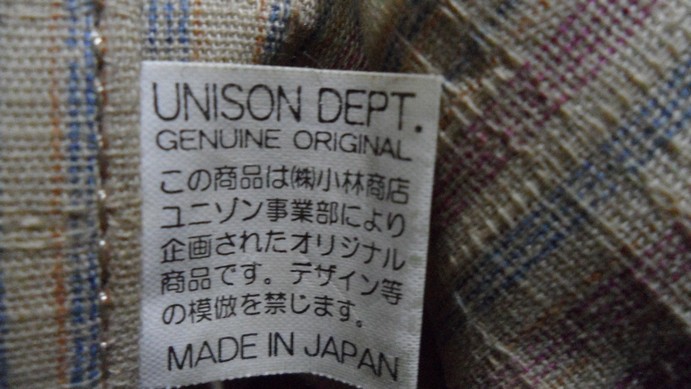 UNISON DEPT.
GENUINE ORIGINAL
この商品は㈱小林商店
ユニゾン事業部により
企画されたオリジナル
商品です。デザイン等
の模倣を禁じます。
MADE IN JAPAN